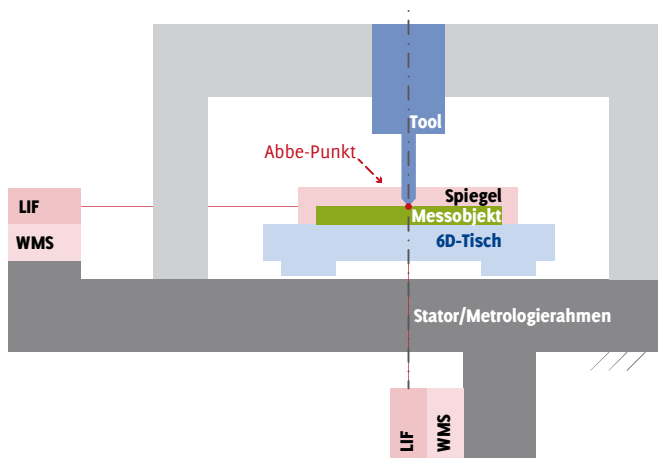 Tool
Abbe-Punkt
Spiegel
LIF
Messobjekt
WMS
6D-Tisch
Stator/Metrologierahmen
LIF
WMS